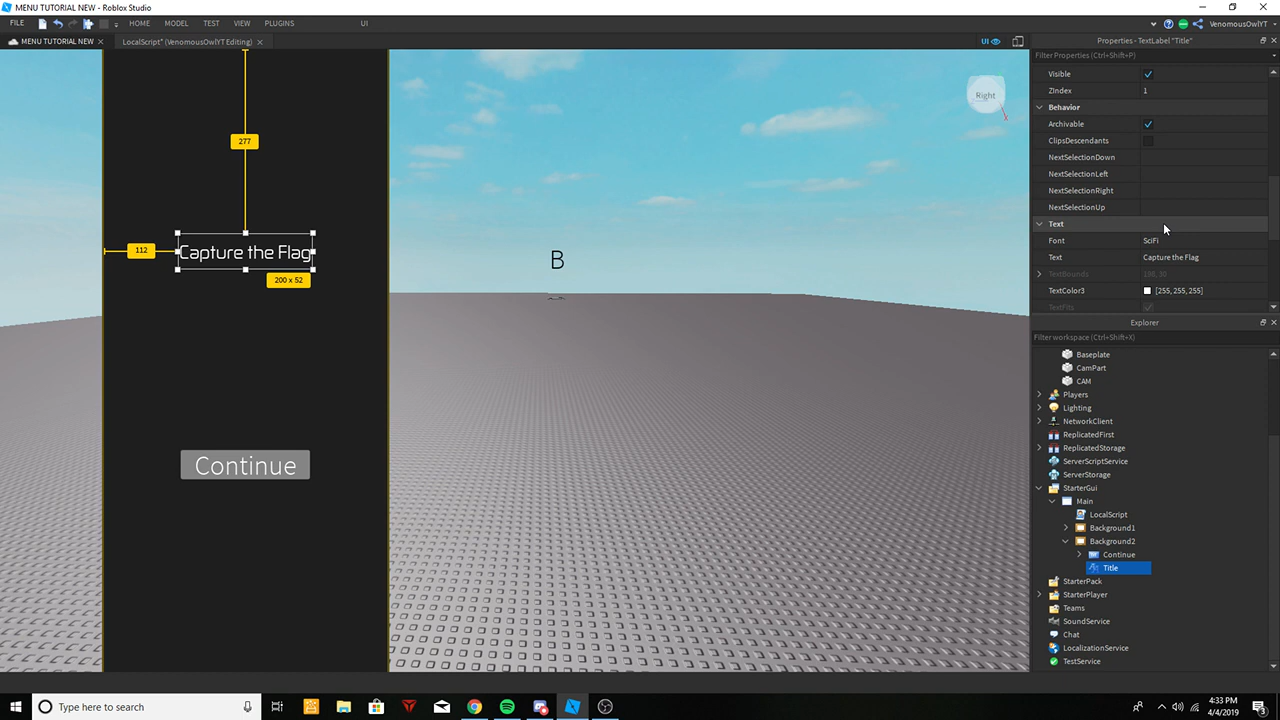 MENU TUTORIAL NEW - Roblox Studio
FILE HOME MODEL TEST VIEW PLUGINS UI
VenomousOwlYT
MENU TUTORIAL NEW
LocalScript* (VenomousOwlYT Editing)
UI
277
112
Capture the Flag
200 x 52
Continue
B
Right
Properties - TextLabel "Title"
Filter Properties (Ctrl+Shift+P)
Visible
ZIndex 1
Behavior
Archivable
ClipsDescendants
NextSelectionDown
NextSelectionLeft
NextSelectionRight
NextSelectionUp
Text
Font SciFi
Text Capture the Flag
TextBounds 198, 30
TextColor3 [255, 255, 255]
TextFits
Explorer
Filter workspace (Ctrl+Shift+X)
Baseplate
CamPart
CAM
Players
Lighting
NetworkClient
ReplicatedFirst
ReplicatedStorage
ServerScriptService
ServerStorage
StarterGui
Main
LocalScript
Background1
Background2
Continue
Title
StarterPack
StarterPlayer
Teams
SoundService
Chat
LocalizationService
TestService
Type here to search
4:33 PM
4/4/2019